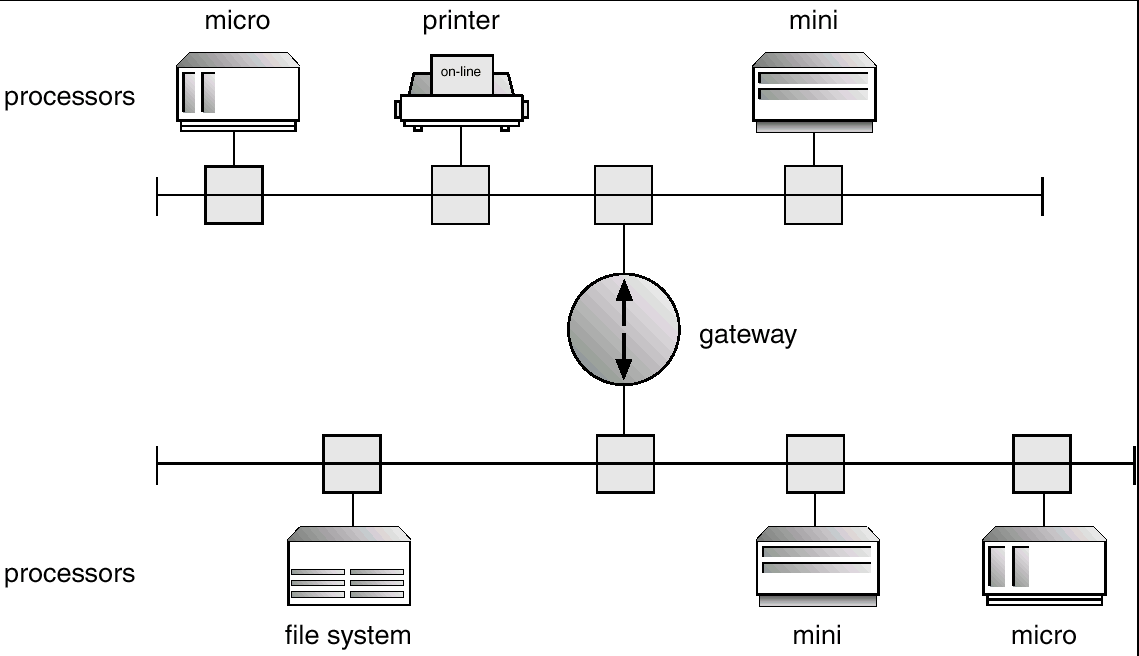 micro
printer
mini
on-line
processors
gateway
processors
file system
mini
micro